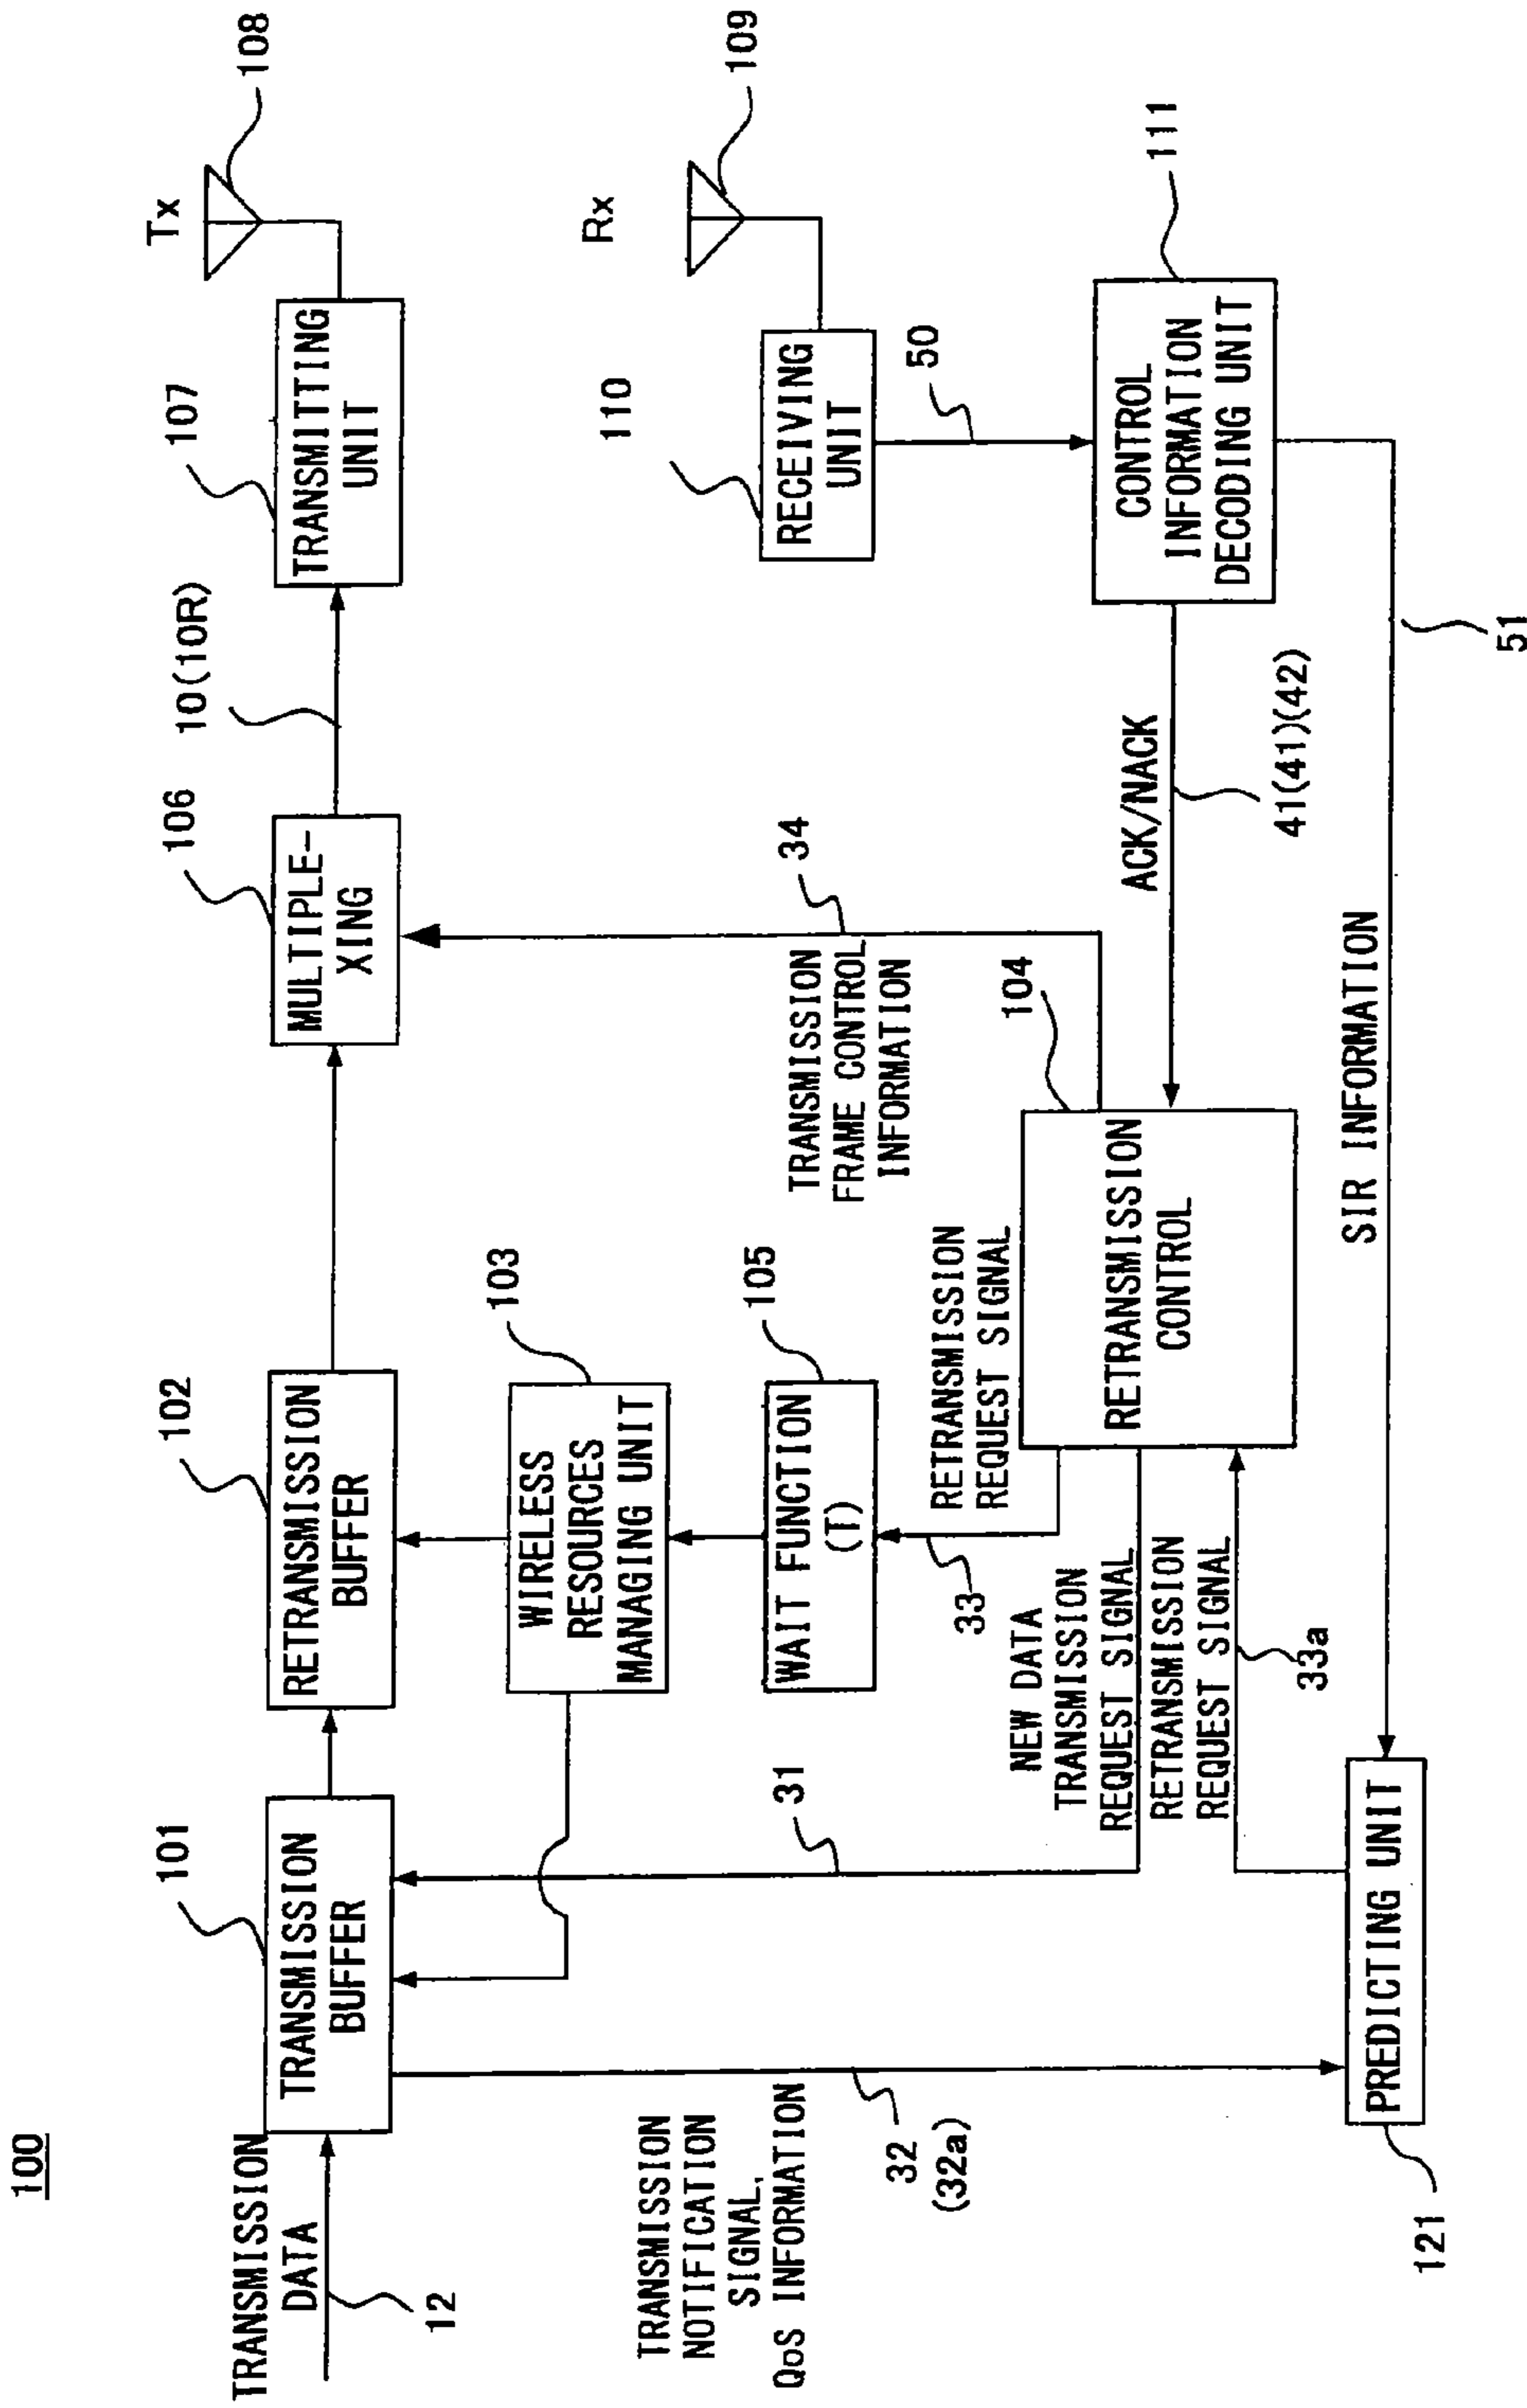 100
TRANSMISSION
DATA
12
101
TRANSMISSION
BUFFER
102
RETRANSMISSION
BUFFER
106
MULTIPLE-
XING
10(10R)
107
TRANSMITTING
UNIT
Tx
108
103
WIRELESS
RESOURCES
MANAGING UNIT
105
WAIT FUNCTION
(T)
Rx
109
110
RECEIVING
UNIT
50
TRANSMISSION
NOTIFICATION
SIGNAL,
QoS INFORMATION
32
(32a)
31
33
RETRANSMISSION
REQUEST SIGNAL
34
TRANSMISSION
FRAME CONTROL
INFORMATION
NEW DATA
TRANSMISSION
REQUEST SIGNAL
RETRANSMISSION
REQUEST SIGNAL
33a
104
RETRANSMISSION
CONTROL
ACK/NACK
41(41)(42)
111
CONTROL
INFORMATION
DECODING UNIT
51
SIR INFORMATION
PREDICTING UNIT
121